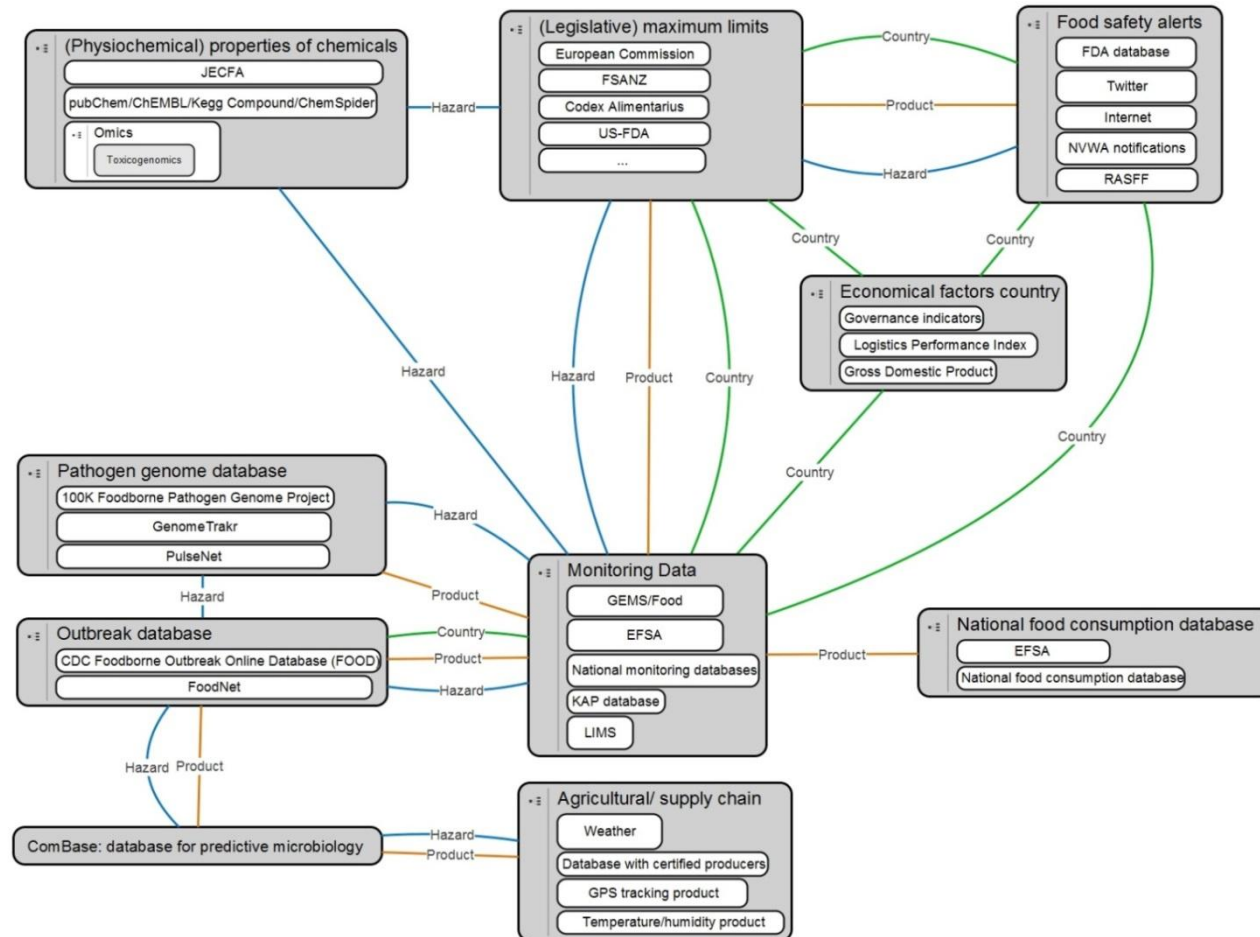 (Physiochemical) properties of chemicals
JECFA
pubChem/ChEMBL/Kegg Compound/ChemSpider
Omics
Toxicogenomics
Hazard
(Legislative) maximum limits
European Commission
FSANZ
Codex Alimentarius
US-FDA
...
Country
Product
Hazard
Food safety alerts
FDA database
Twitter
Internet
NVWA notifications
RASFF
Country
Country
Economical factors country
Governance indicators
Logistics Performance Index
Gross Domestic Product
Hazard
Hazard
Product
Country
Country
Country
Pathogen genome database
100K Foodborne Pathogen Genome Project
GenomeTrakr
PulseNet
Hazard
Product
Hazard
Outbreak database
CDC Foodborne Outbreak Online Database (FOOD)
FoodNet
Country
Product
Hazard
Monitoring Data
GEMS/Food
EFSA
National monitoring databases
KAP database
LIMS
Product
National food consumption database
EFSA
National food consumption database
Hazard
Product
ComBase: database for predictive microbiology
Hazard
Product
Agricultural/ supply chain
Weather
Database with certified producers
GPS tracking product
Temperature/humidity product